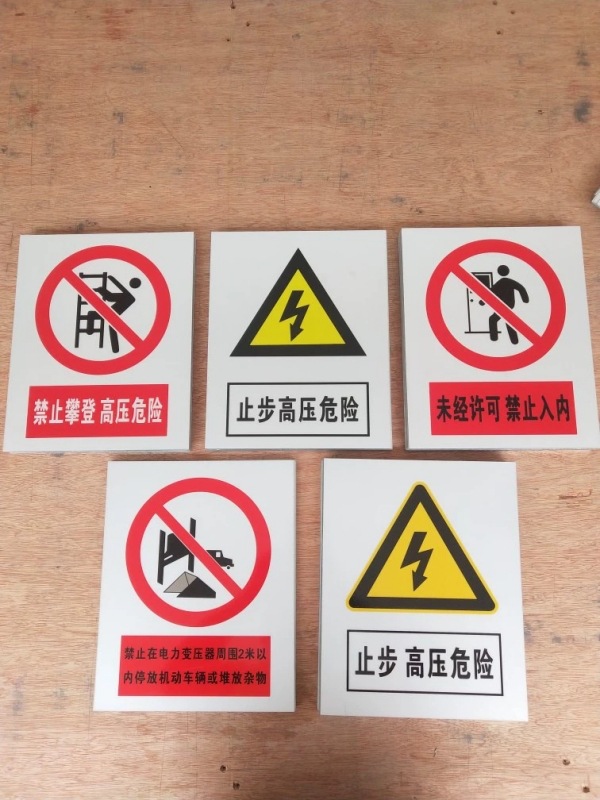 禁止攀登 高压危险
止步高压危险
未经许可 禁止入内
禁止在电力变压器周围2米以
内停放机动车辆或堆放杂物
止步 高压危险